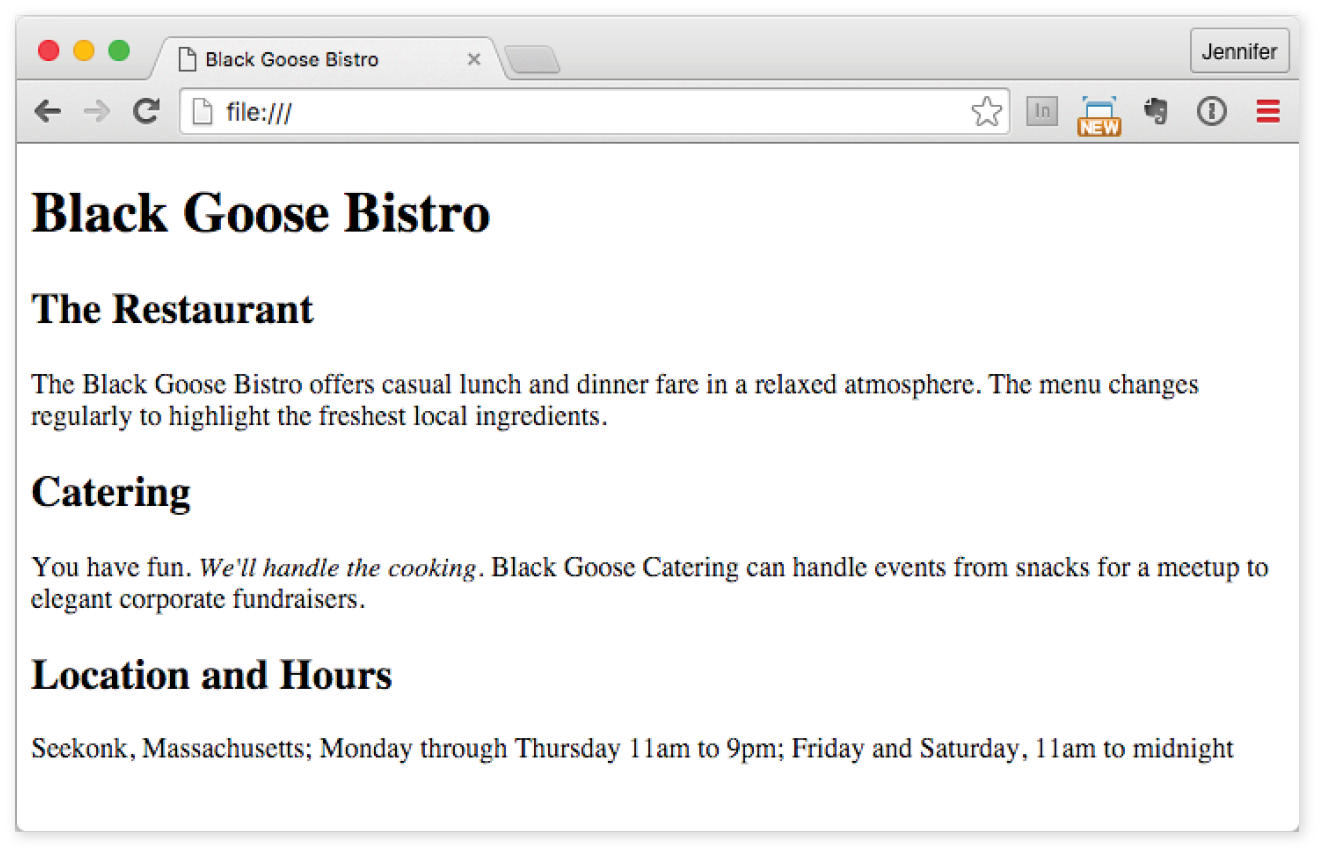 Black Goose Bistro
Jennifer
file:///
In
NEW
Black Goose Bistro
The Restaurant
The Black Goose Bistro offers casual lunch and dinner fare in a relaxed atmosphere. The menu changes
regularly to highlight the freshest local ingredients.
Catering
You have fun. We'll handle the cooking. Black Goose Catering can handle events from snacks for a meetup to
elegant corporate fundraisers.
Location and Hours
Seekonk, Massachusetts; Monday through Thursday 11am to 9pm; Friday and Saturday, 11am to midnight